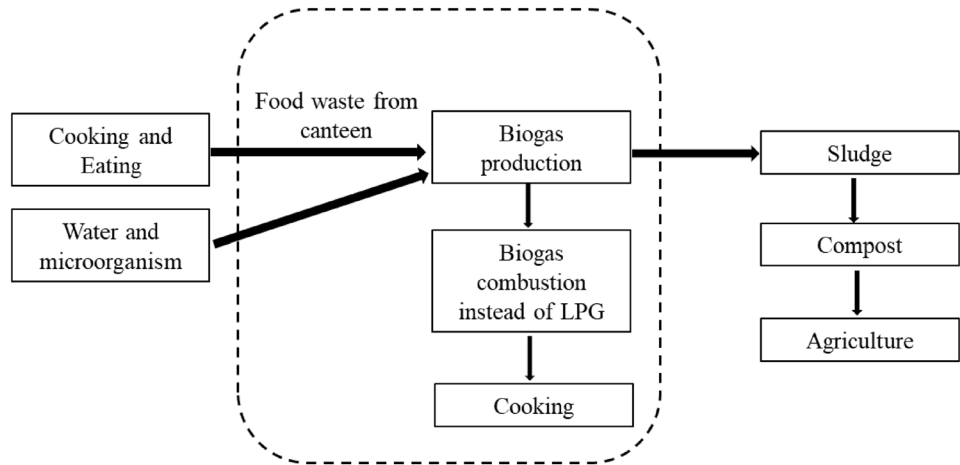 Cooking and
Eating
Food waste from
canteen
Biogas
production
Sludge
Water and
microorganism
Biogas
combustion
instead of LPG
Compost
Agriculture
Cooking